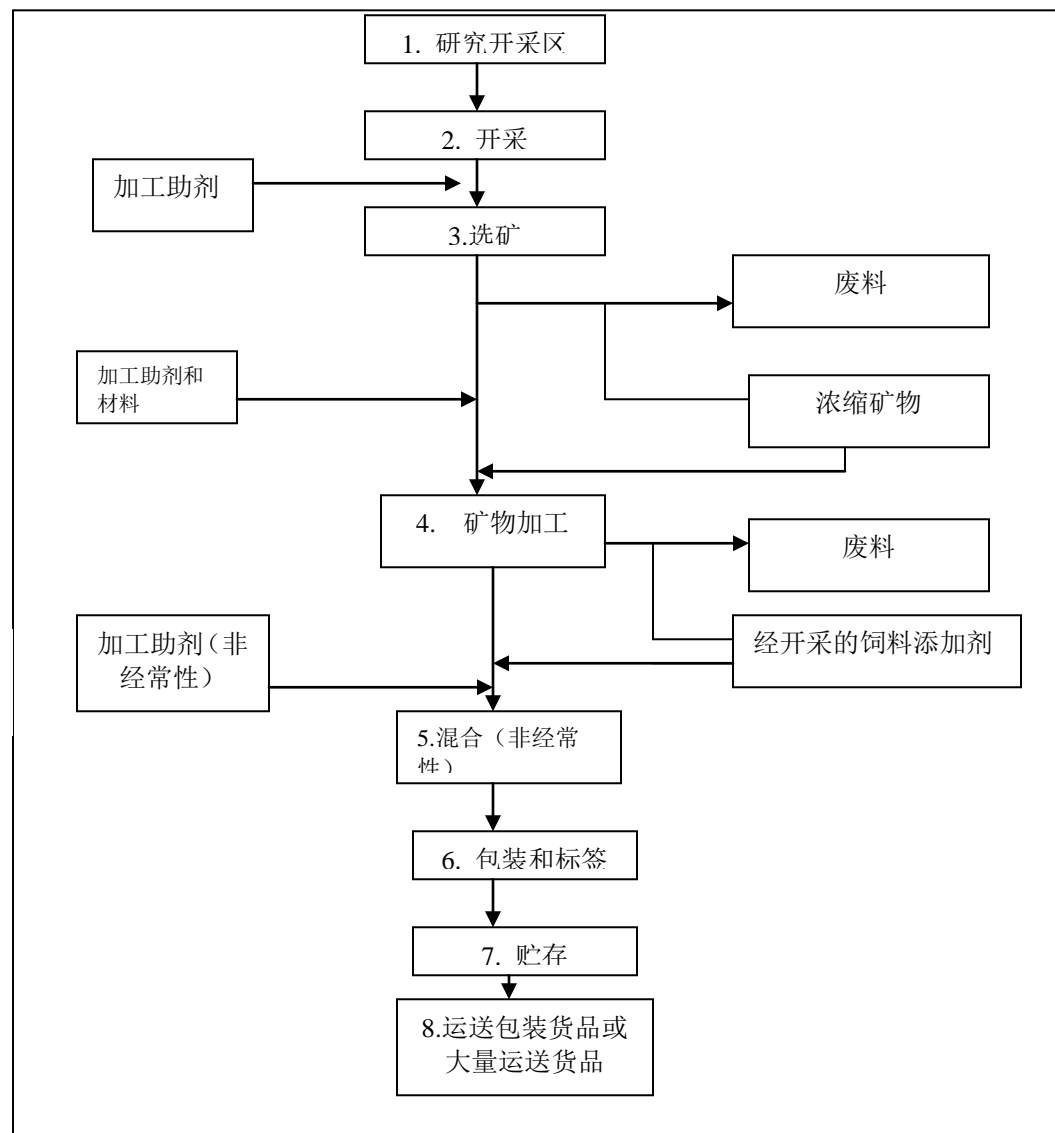 1. 研究开采区
2. 开采
加工助剂
3.选矿
废料
加工助剂和
材料
浓缩矿物
4. 矿物加工
废料
加工助剂（非
经常性）
经开采的饲料添加剂
5.混合（非经常
性）
6. 包装和标签
7. 贮存
8.运送包装货品或
大量运送货品